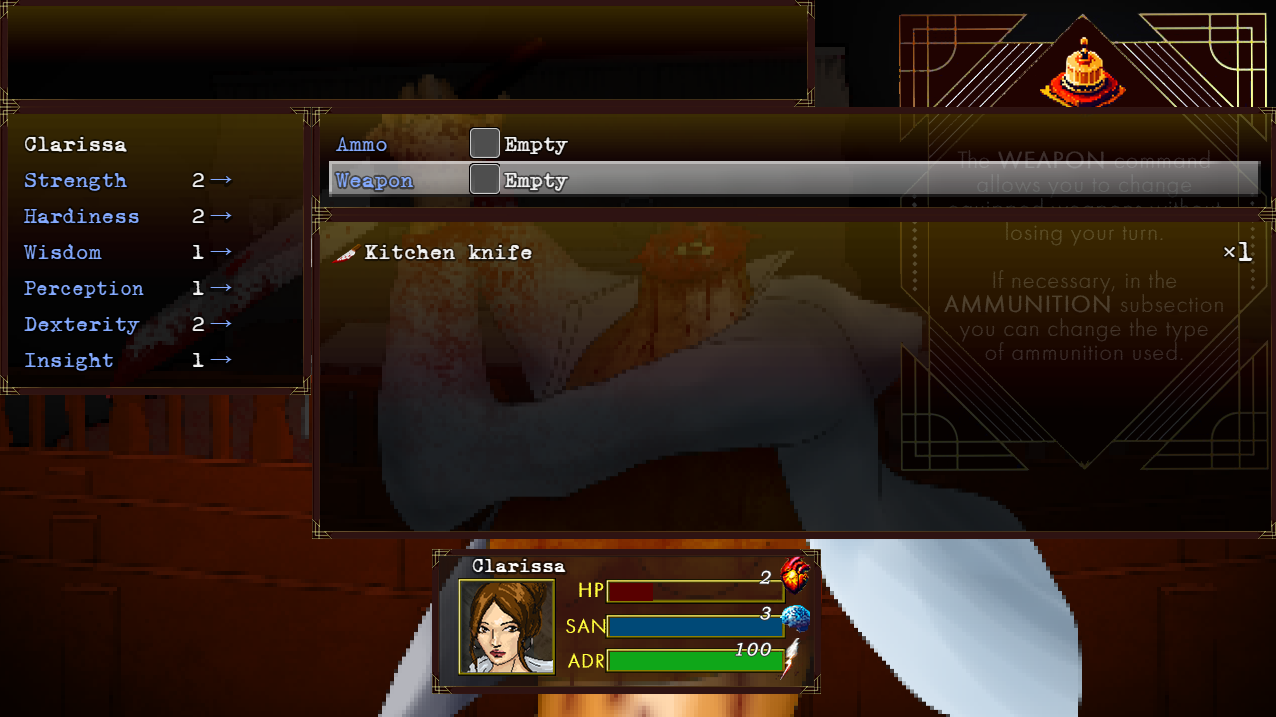 Clarissa
Strength 2→
Hardiness 2→
Wisdom 1→
Perception 1→
Dexterity 2→
Insight 1→
Ammo Empty
Weapon Empty
Kitchen knife ×1
The WEAPON command
allows you to change
equipped weapons without
losing your turn.
If necessary, in the
AMMUNITION subsection
you can change the type
of ammunition used.
Clarissa
HP 2
SAN 3
ADR 100